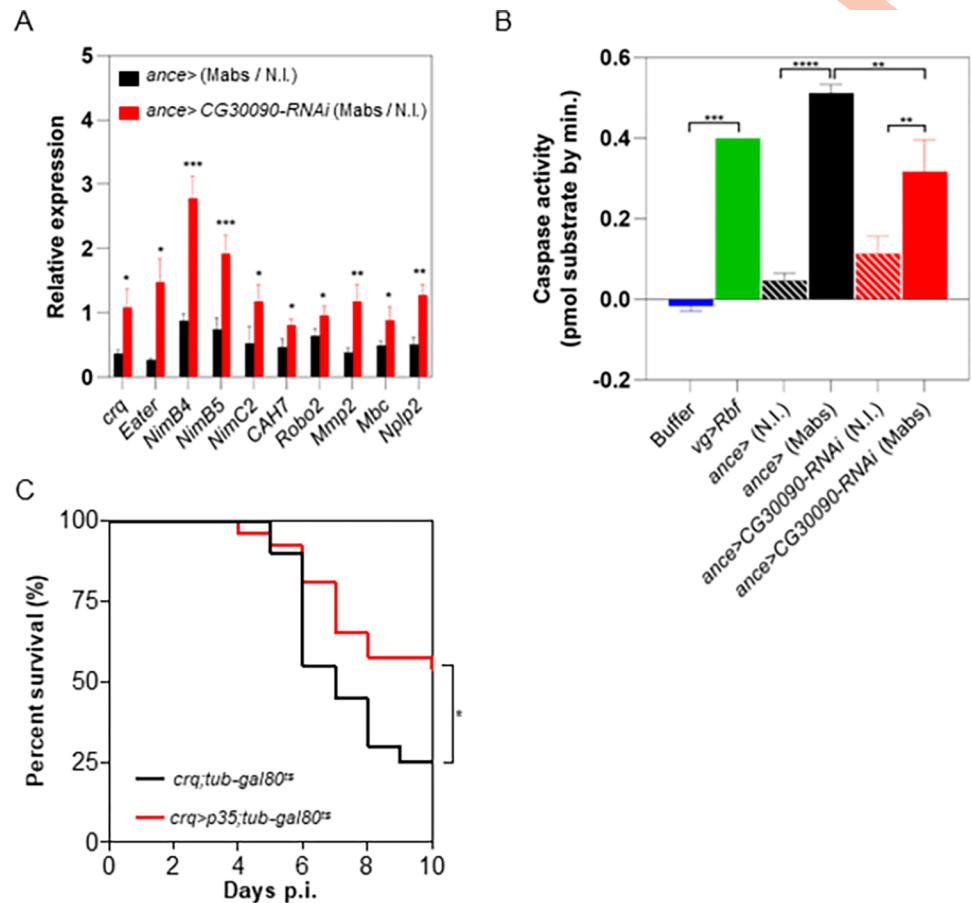 A
5
4
3
2
1
0
Relative expression
ance> (Mabs / N.I.)
ance> CG30090-RNAi (Mabs / N.I.)
*
*
***
***
*
*
*
**
*
**
crq
Eater
NimB4
NimB5
NimC2
CAH7
Robo2
Mmp2
Mbc
Nplp2
B
0.6
0.4
0.2
0.0
-0.2
Caspase activity
(pmol substrate by min.)
***
****
**
**
Buffer
vg>Rbf
ance> (N.I.)
ance> (Mabs)
ance>CG30090-RNAi (N.I.)
ance>CG30090-RNAi (Mabs)
C
100
75
50
25
0
Percent survival (%)
crq;tub-gal80ts
crq>p35;tub-gal80ts
*
0 2 4 6 8 10
Days p.i.